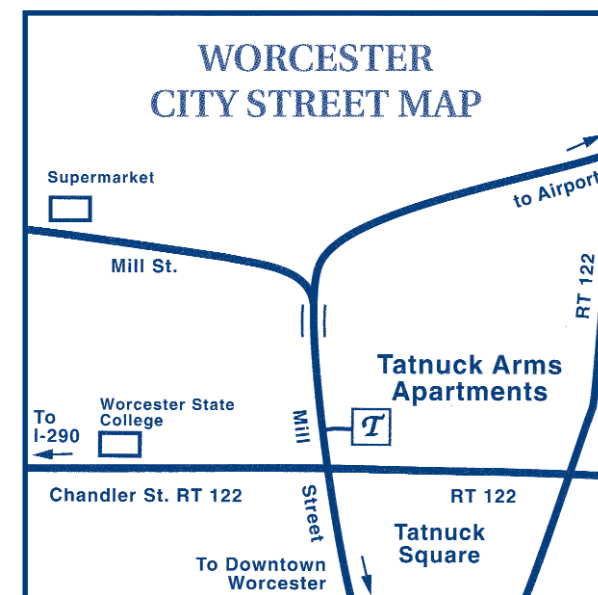 WORCESTER
CITY STREET MAP
Supermarket
to Airport
Mill St.
RT 122
Tatnuck Arms
Apartments
Worcester State
College
To
I-290
Mill
T
Chandler St. RT 122
RT 122
Street
Tatnuck
Square
To Downtown
Worcester